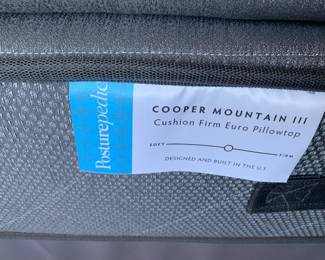 Posturepedic
COOPER MOUNTAIN III
Cushion Firm Euro Pillowtop
SOFT FIRM
DESIGNED AND BUILT IN THE U.S.